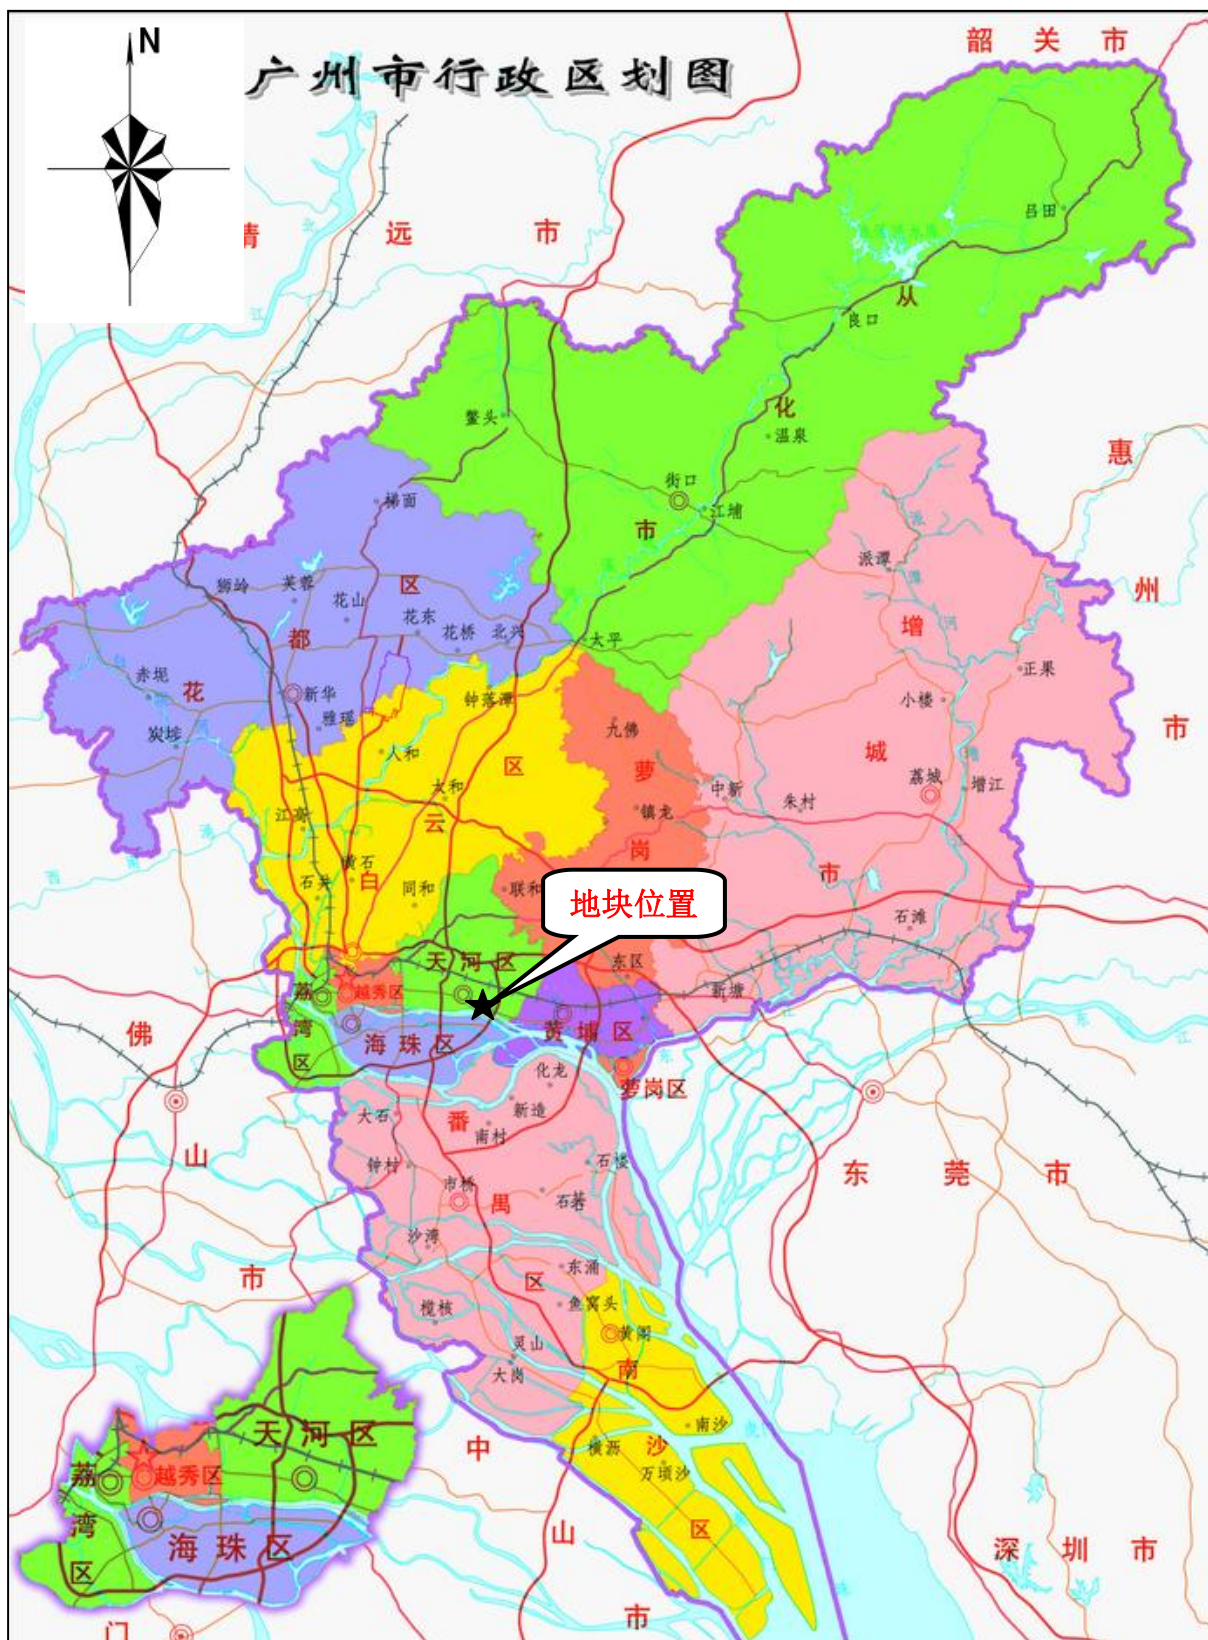 N
广州市行政区划图
韶关市
清远市
北
江
吕田
从
良口
鳌头
化
温泉
惠
街口
江埔
市
梯面
派
派潭
潭
河
州
狮岭
芙蓉
区
花山
花东
花桥
北兴
都
太平
增
正果
赤坭
花
新华
钟落潭
小楼
炭步
雅瑶
九佛
市
人和
区
萝
城
增
太和
中新
荔城
增江
朱村
镇龙
江高
云
岗
江
黄石
白
市
石井
同和
联和
地块位置
石滩
天河区
东区
荔
越秀区
新塘
佛
湾
海珠区
黄埔区
东
江
区
化龙
萝岗区
大石
番
新造
南村
山
钟村
石楼
东莞市
市桥
禺
石碁
沙湾
市
东涌
区
榄核
鱼窝头
黄阁
灵山
南
大岗
南沙
天河区
中
横沥
沙
万顷沙
荔
越秀区
湾
海珠区
区
山
区
深圳市
门
市